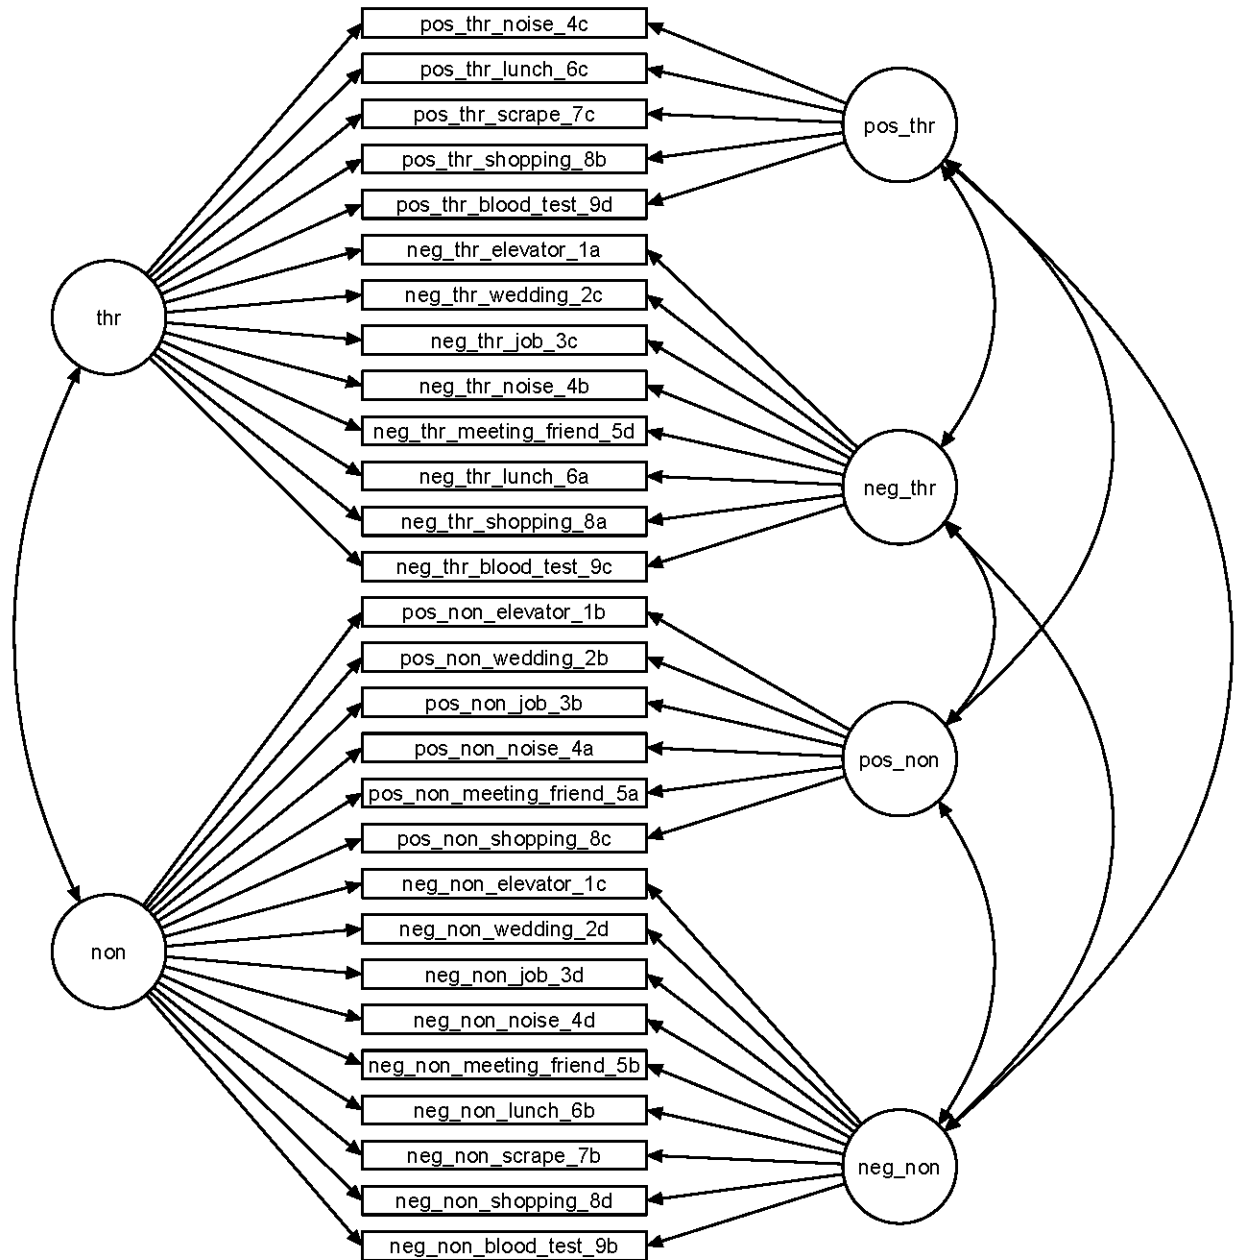 pos_thr_noise_4c
pos_thr_lunch_6c
pos_thr_scrape_7c
pos_thr_shopping_8b
pos_thr_blood_test_9d
neg_thr_elevator_1a
neg_thr_wedding_2c
neg_thr_job_3c
neg_thr_noise_4b
neg_thr_meeting_friend_5d
neg_thr_lunch_6a
neg_thr_shopping_8a
neg_thr_blood_test_9c
pos_non_elevator_1b
pos_non_wedding_2b
pos_non_job_3b
pos_non_noise_4a
pos_non_meeting_friend_5a
pos_non_shopping_8c
neg_non_elevator_1c
neg_non_wedding_2d
neg_non_job_3d
neg_non_noise_4d
neg_non_meeting_friend_5b
neg_non_lunch_6b
neg_non_scrape_7b
neg_non_shopping_8d
neg_non_blood_test_9b
thr
non
pos_thr
neg_thr
pos_non
neg_non